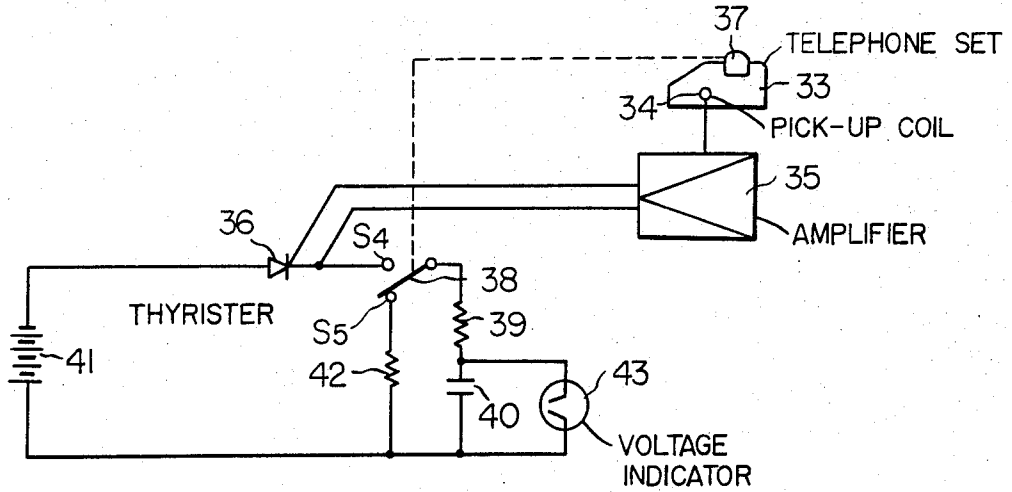 37
TELEPHONE SET
33
34
PICK-UP COIL
35
AMPLIFIER
36
S4
38
THYRISTER
S5
39
41
42
40
43
VOLTAGE
INDICATOR